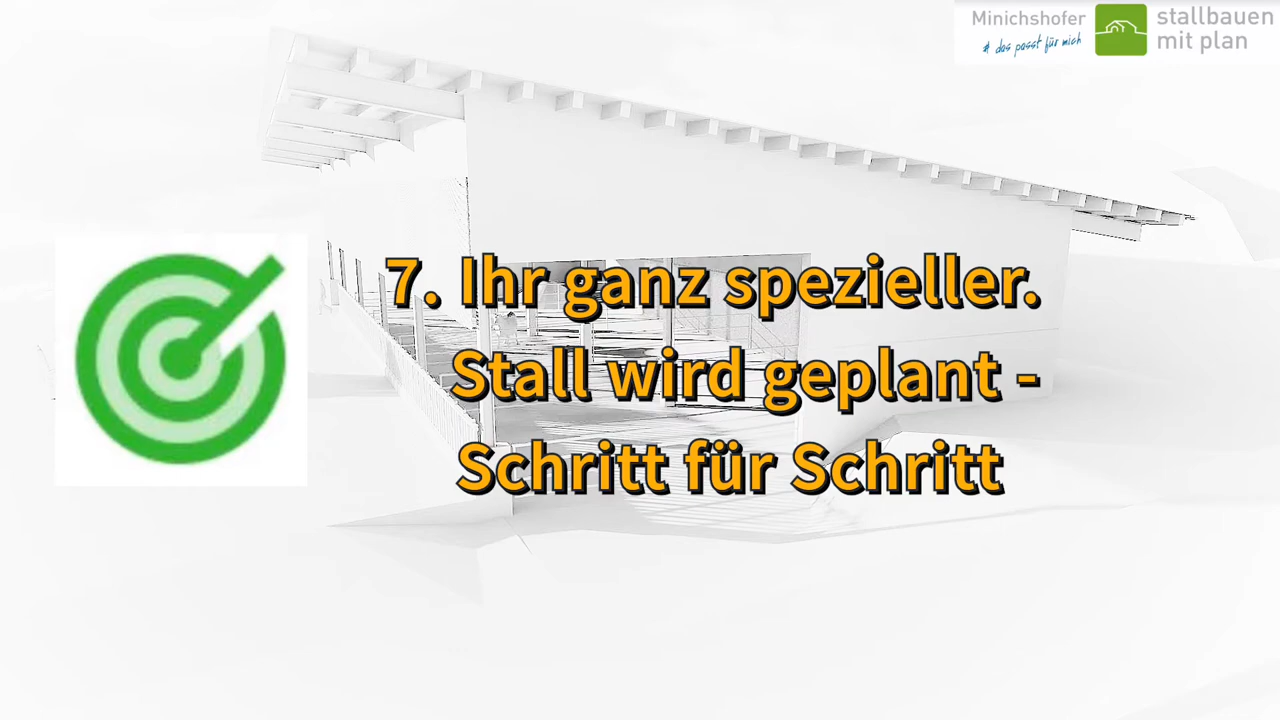 Minichshofer
# das passt für mich
stallbauen
mit plan
7. Ihr ganz spezieller.
Stall wird geplant -
Schritt für Schritt